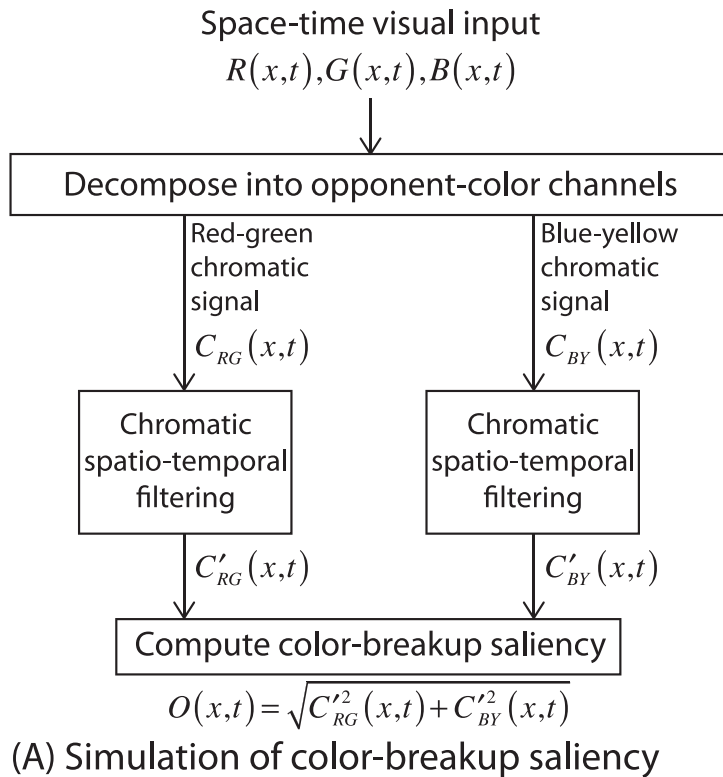 Space-time visual input
R(x,t),G(x,t),B(x,t)
Decompose into opponent-color channels
Red-green
chromatic
signal
C_RG(x,t)
Blue-yellow
chromatic
signal
C_BY(x,t)
Chromatic
spatio-temporal
filtering
Chromatic
spatio-temporal
filtering
C′_RG(x,t)
C′_BY(x,t)
Compute color-breakup saliency
O(x,t)=√(C′²_RG(x,t)+C′²_BY(x,t))
(A) Simulation of color-breakup saliency